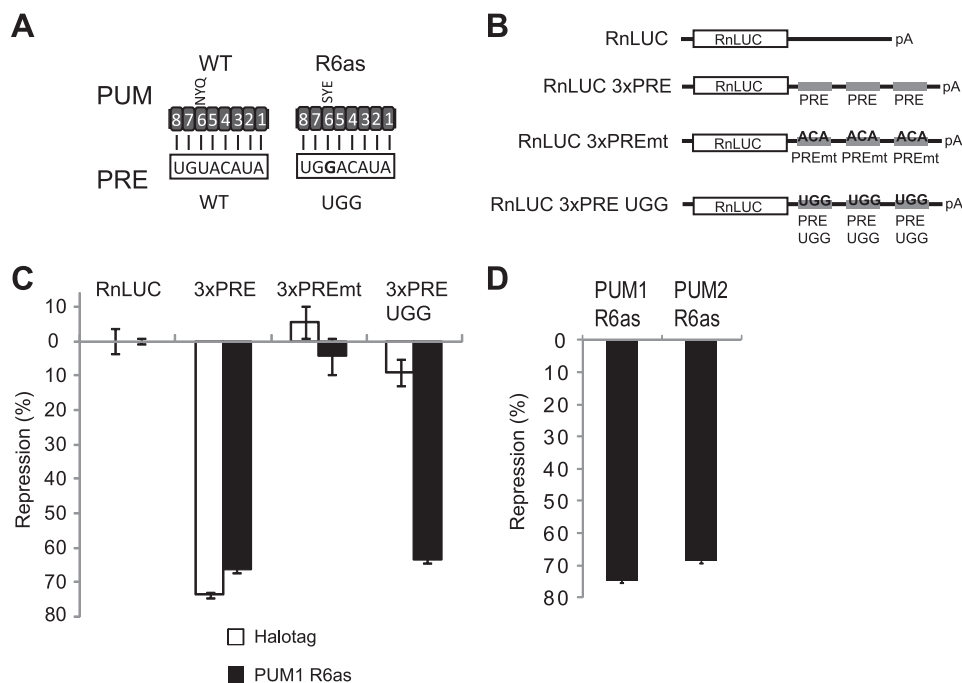 A
WT
R6as
NYQ
SYE
PUM
8 7 6 5 4 3 2 1
8 7 6 5 4 3 2 1
PRE
UGUACAUA
UGGACAUA
WT
UGG
B
RnLUC
RnLUC
pA
RnLUC 3xPRE
RnLUC
pA
PRE PRE PRE
RnLUC 3xPREmt
RnLUC
ACA ACA ACA
pA
PREmt PREmt PREmt
RnLUC 3xPRE UGG
RnLUC
UGG UGG UGG
pA
PRE PRE PRE
UGG UGG UGG
C
RnLUC
3xPRE
3xPREmt
3xPRE
UGG
Repression (%)
10
0
10
20
30
40
50
60
70
80
Halotag
PUM1 R6as
D
PUM1
R6as
PUM2
R6as
Repression (%)
0
10
20
30
40
50
60
70
80